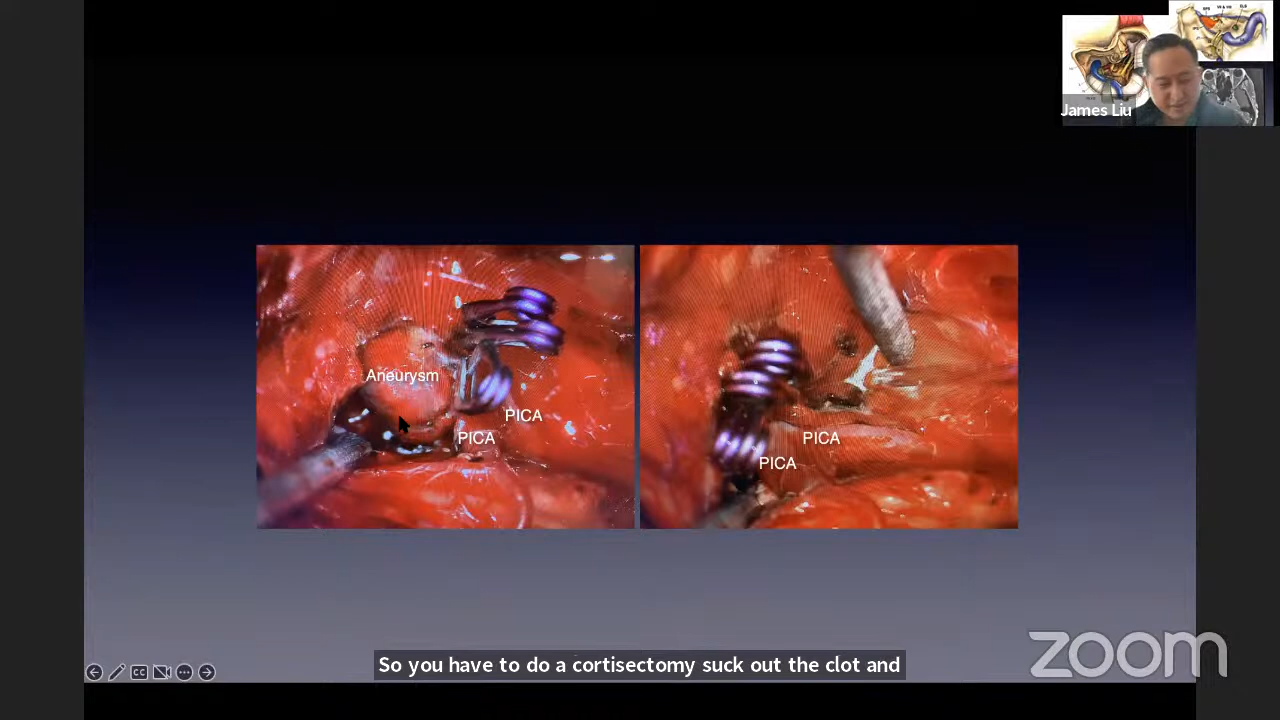 James Liu
Aneurysm
PICA
PICA
PICA
PICA
CC
So you have to do a cortisectomy suck out the clot and
zoom